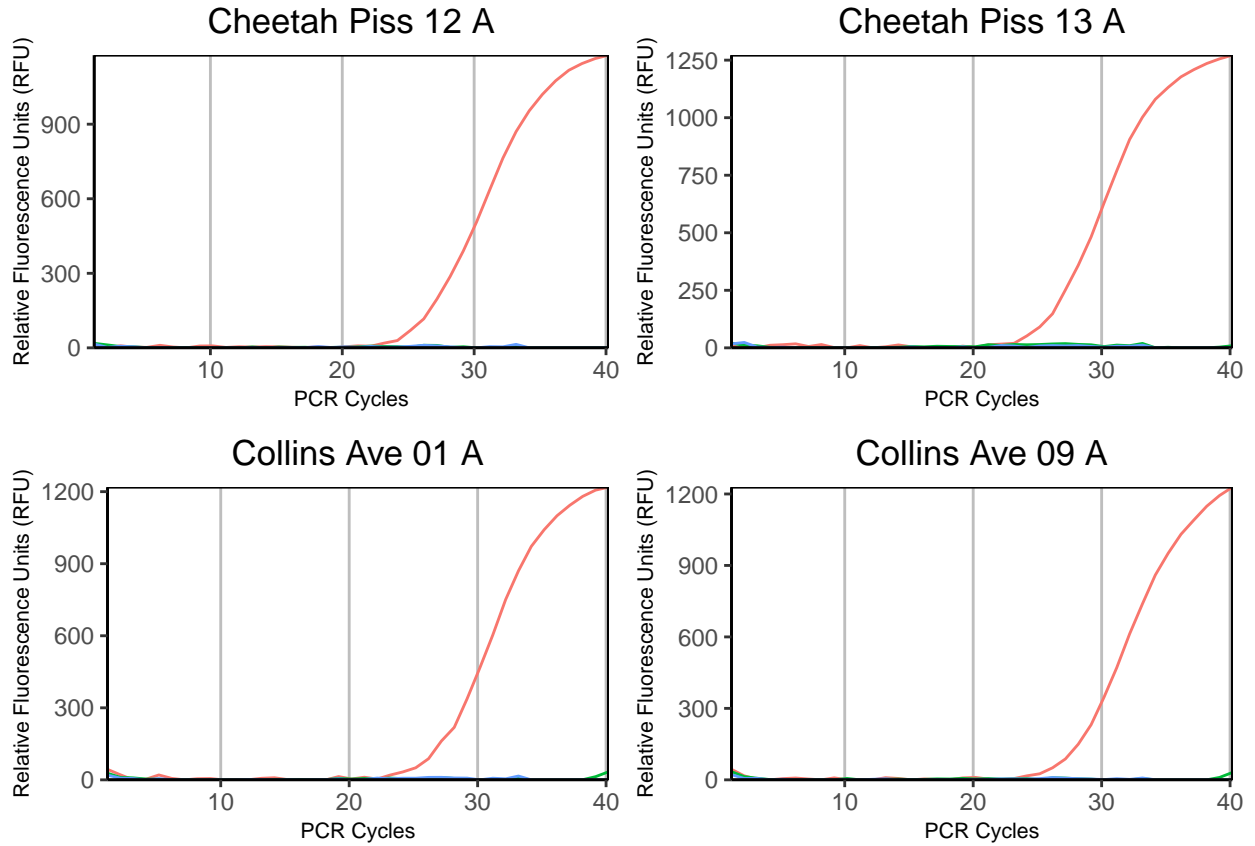 Cheetah Piss 12 A
Relative Fluorescence Units (RFU)
900
600
300
0
10 20 30 40
PCR Cycles
Cheetah Piss 13 A
Relative Fluorescence Units (RFU)
1250
1000
750
500
250
0
10 20 30 40
PCR Cycles
Collins Ave 01 A
Relative Fluorescence Units (RFU)
1200
900
600
300
0
10 20 30 40
PCR Cycles
Collins Ave 09 A
Relative Fluorescence Units (RFU)
1200
900
600
300
0
10 20 30 40
PCR Cycles